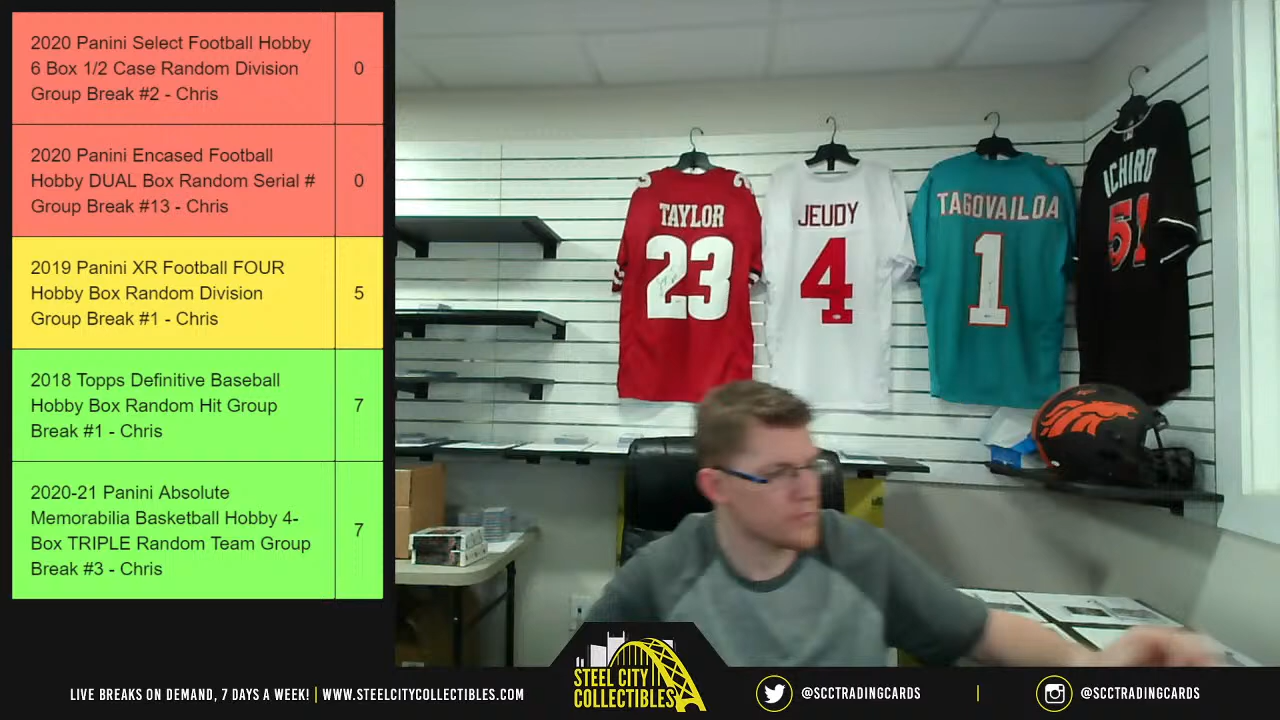 2020 Panini Select Football Hobby
6 Box 1/2 Case Random Division
Group Break #2 - Chris
0
2020 Panini Encased Football
Hobby DUAL Box Random Serial #
Group Break #13 - Chris
0
2019 Panini XR Football FOUR
Hobby Box Random Division
Group Break #1 - Chris
5
2018 Topps Definitive Baseball
Hobby Box Random Hit Group
Break #1 - Chris
7
2020-21 Panini Absolute
Memorabilia Basketball Hobby 4-
Box TRIPLE Random Team Group
Break #3 - Chris
7
TAYLOR
23
JEUDY
4
TAGOVAILOA
1
ICHIRO
51
LIVE BREAKS ON DEMAND, 7 DAYS A WEEK! | WWW.STEELCITYCOLLECTIBLES.COM
STEEL CITY
COLLECTIBLES
@SCCTRADINGCARDS
|
@SCCTRADINGCARDS